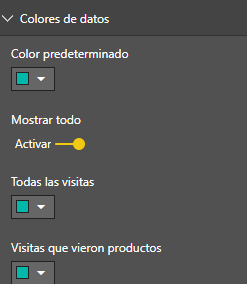 Colores de datos
Color predeterminado
Mostrar todo
Activar
Todas las visitas
Visitas que vieron productos